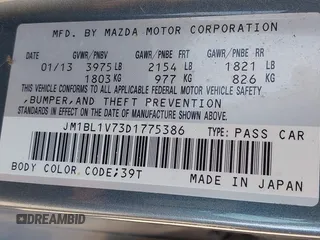 MFD. BY MAZDA MOTOR CORPORATION
GVWR/PNBV GAWR/PNBE FRT GAWR/PNBE RR
01/13 3975 LB 2154 LB 1821 LB
1803 KG 977 KG 826 KG
THIS VEHICLE CONFORMS TO ALL APPLICABLE
FEDERAL MOTOR VEHICLE SAFETY
,BUMPER,AND THEFT PREVENTION
STANDARDS IN EFFECT ON THE DATE OF MANUFACTURE SHOWN ABOVE.
JM1BL1V73D1775386 TYPE: PASS CAR
BODY COLOR CODE;39T MADE IN JAPAN
DREAMBID